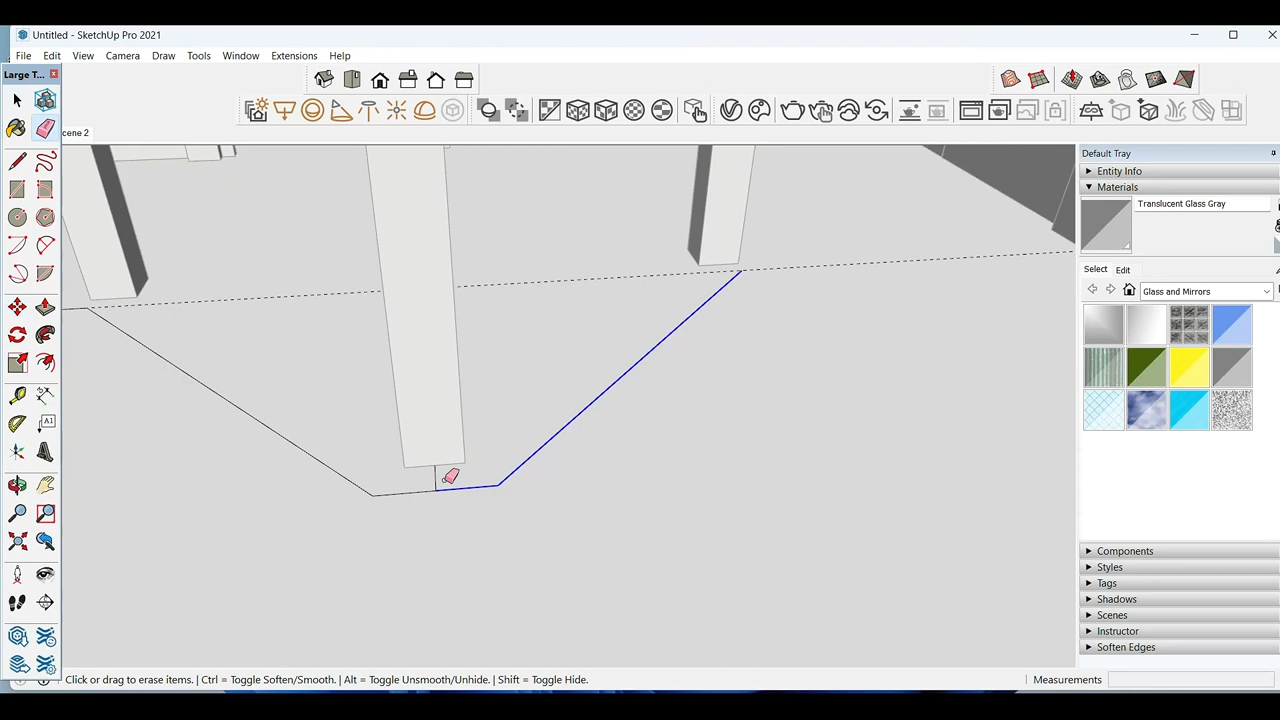 Untitled - SketchUp Pro 2021
File Edit View Camera Draw Tools Window Extensions Help
Large T...
cene 2
Default Tray
Entity Info
Materials
Translucent Glass Gray
Select Edit
Glass and Mirrors
A1
Components
Styles
Tags
Shadows
Scenes
Instructor
Soften Edges
Click or drag to erase items. | Ctrl = Toggle Soften/Smooth. | Alt = Toggle Unsmooth/Unhide. | Shift = Toggle Hide.
Measurements